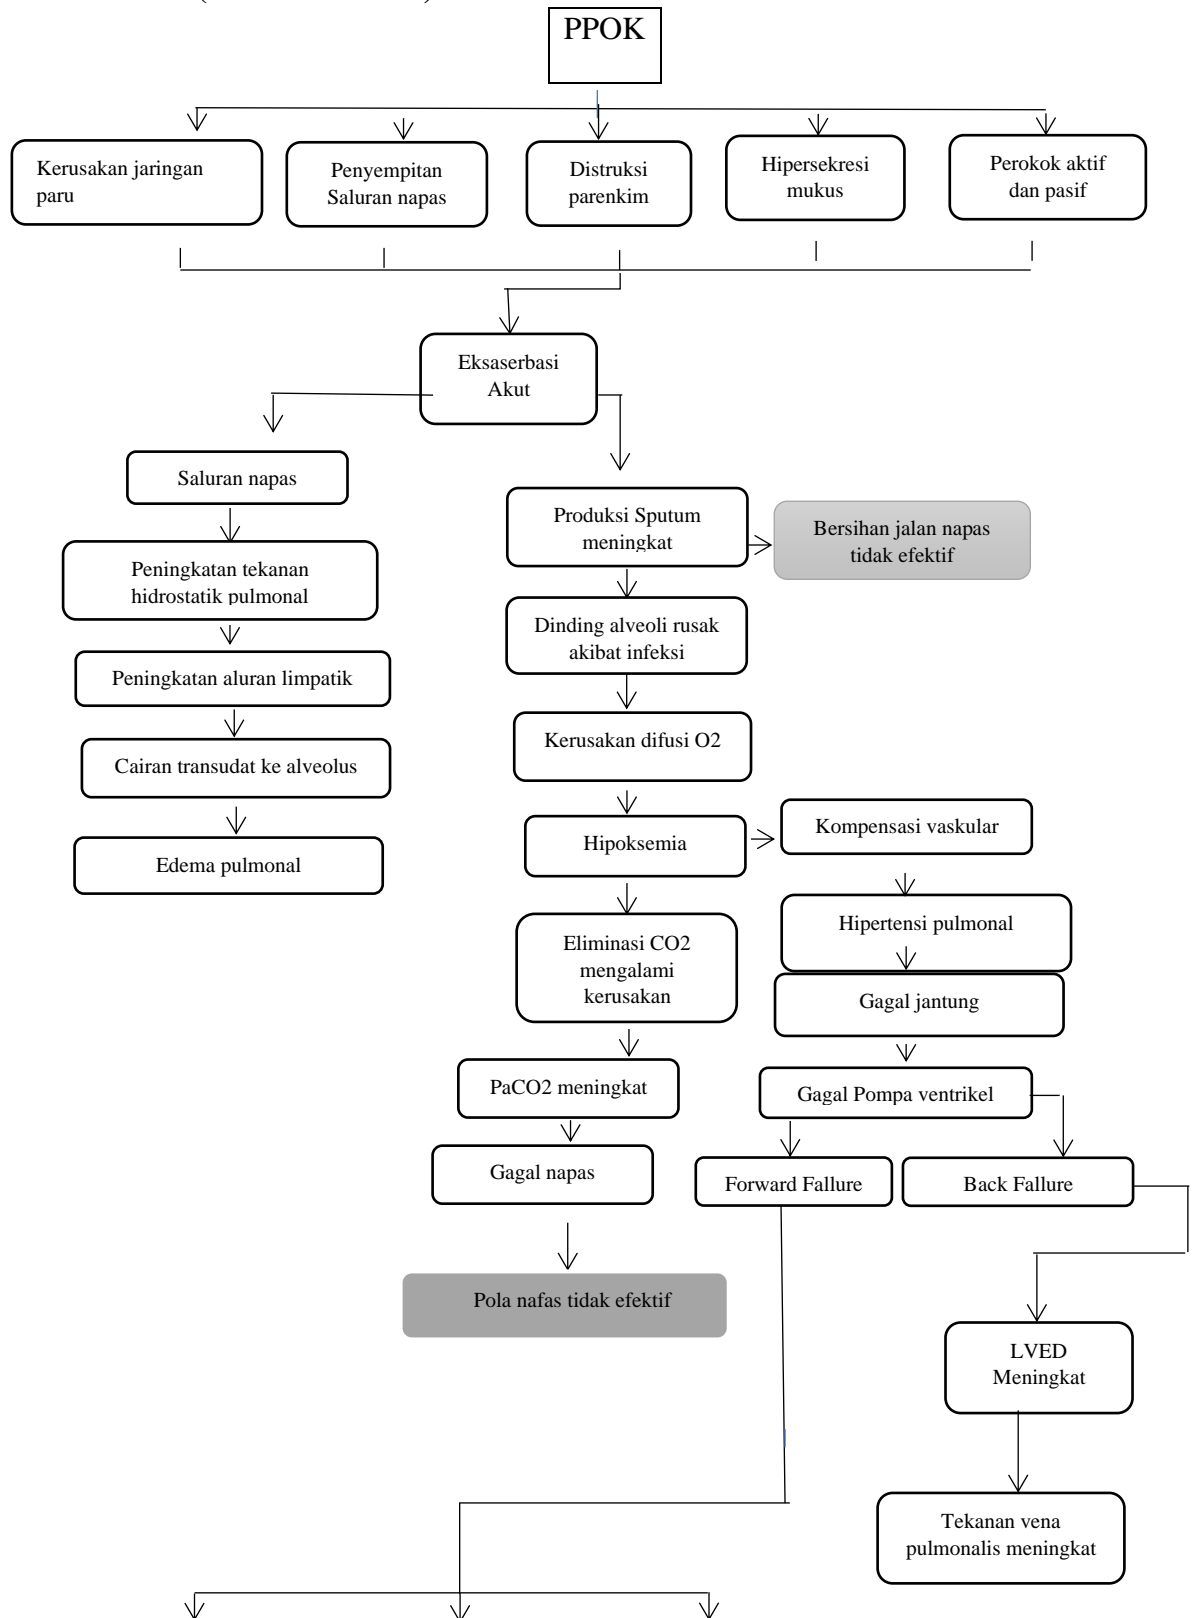 PPOK
Kerusakan jaringan
paru
Penyempitan
Saluran napas
Distruksi
parenkim
Hipersekresi
mukus
Perokok aktif
dan pasif
Eksaserbasi
Akut
Saluran napas
Produksi Sputum
meningkat
Bersihan jalan napas
tidak efektif
Peningkatan tekanan
hidrostatik pulmonal
Dinding alveoli rusak
akibat infeksi
Peningkatan aluran limpatik
Kerusakan difusi O2
Cairan transudat ke alveolus
Hipoksemia
Kompensasi vaskular
Edema pulmonal
Eliminasi CO2
mengalami
kerusakan
Hipertensi pulmonal
Gagal jantung
PaCO2 meningkat
Gagal Pompa ventrikel
Gagal napas
Forward Fallure
Back Fallure
Pola nafas tidak efektif
LVED
Meningkat
Tekanan vena
pulmonalis meningkat